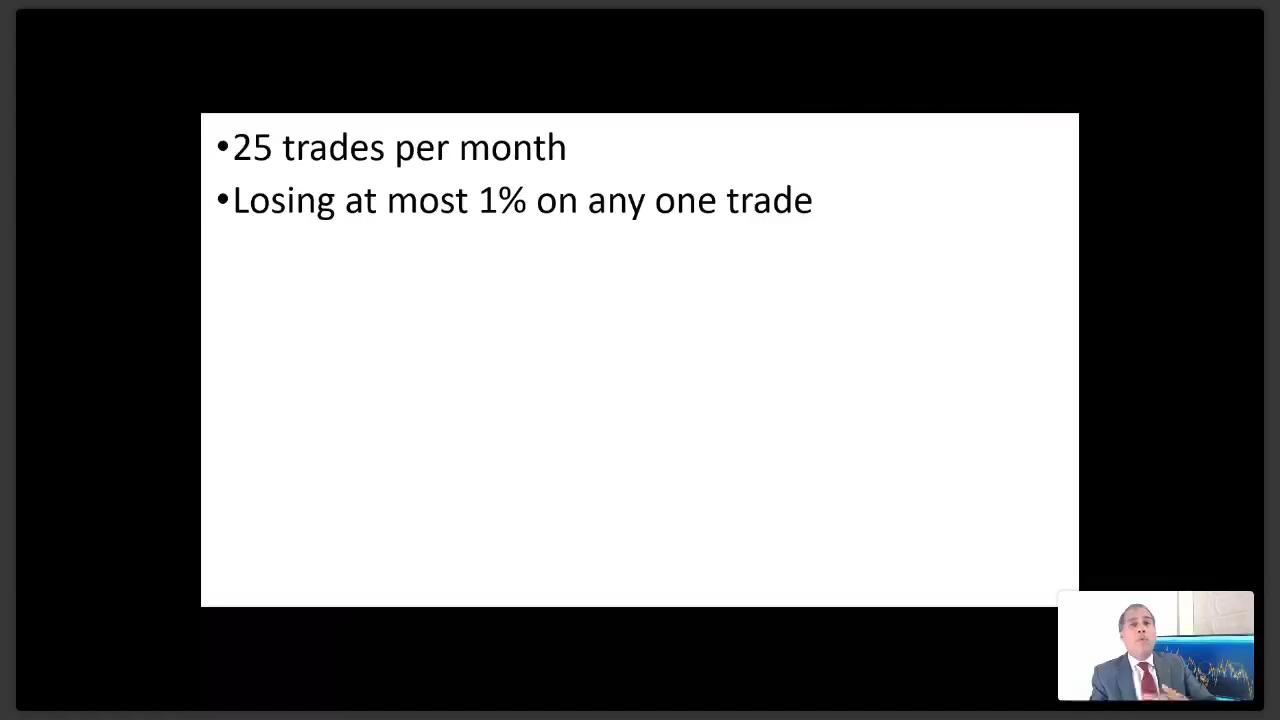 •25 trades per month
•Losing at most 1% on any one trade